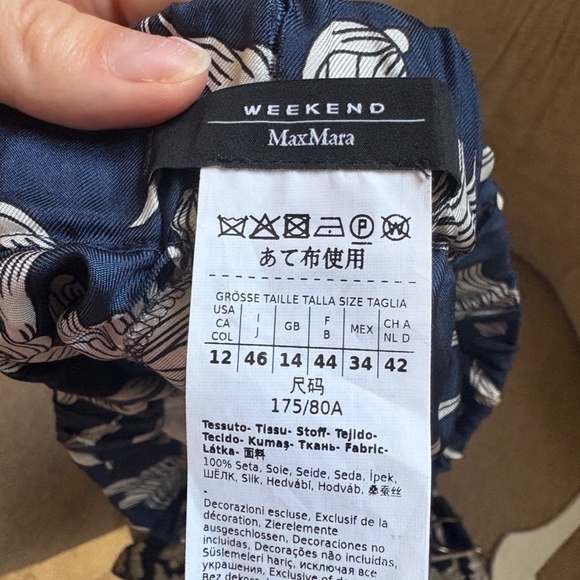 WEEKEND
MaxMara
P W
あて布使用
GRÖSSE TAILLE TALLA SIZE TAGLIA
USA CA COL I J GB F B MEX CH A NL D
12 46 14 44 34 42
尺码
175/80A
Tessuto- Tissu- Stoff- Tejido-
Tecido- Kumaş- Ткань- Fabric-
Látka- 面料
100% Seta, Soie, Seide, Seda, İpek,
ШЁЛК, Silk, Hedvábí, Hodváb, 桑蚕丝
-
Decorazioni escluse, Exclusif de la
décoration, Zierelemente
ausgeschlossen, Decoraciones no
incluidas, Decorações não incluidas,
Süslemeleri hariç, исключая все
украшения, Exclusive of
Bez